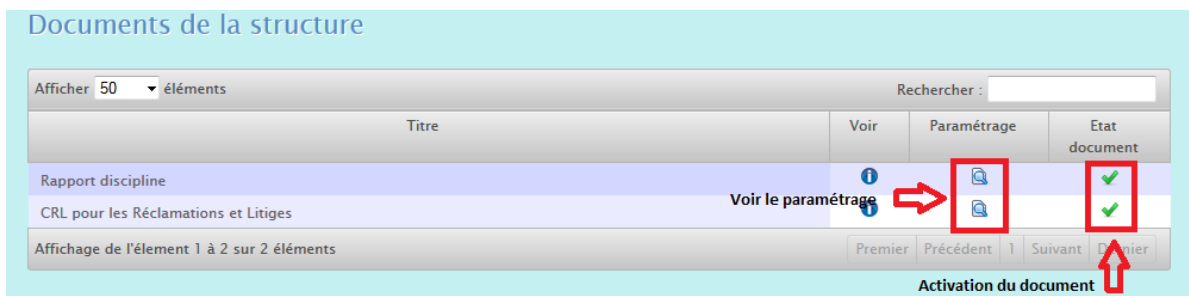 Documents de la structure
Afficher 50 éléments Rechercher :
Titre Voir Paramétrage Etat document
Rapport discipline
Voir le paramétrage
CRL pour les Réclamations et Litiges
Affichage de l'élement 1 à 2 sur 2 éléments Premier Précédent 1 Suivant Dernier
Activation du document